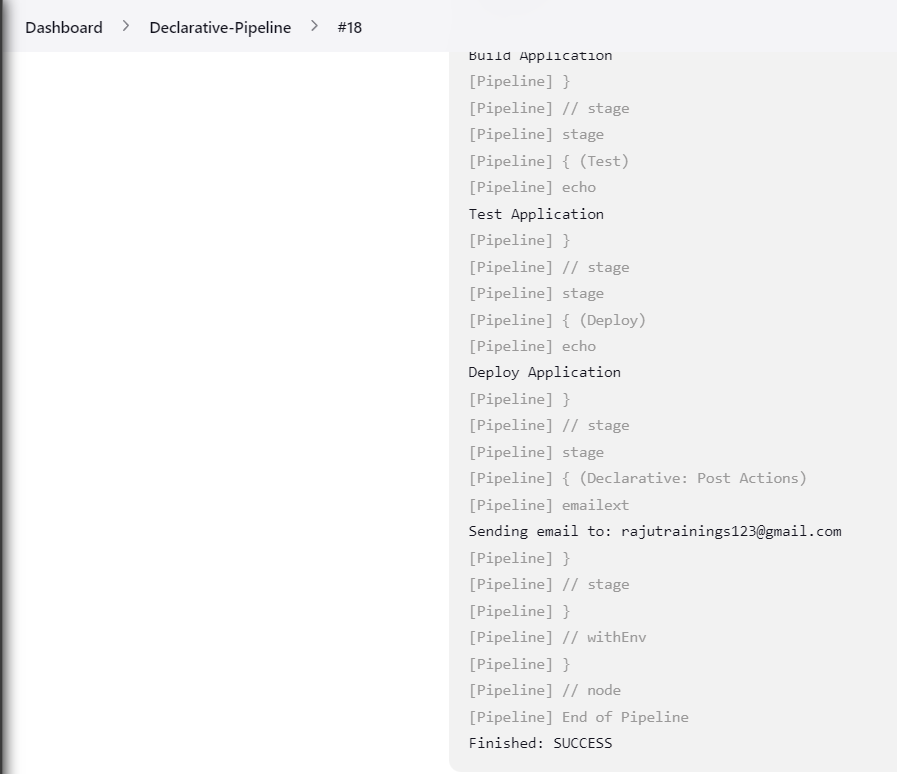 Dashboard > Declarative-Pipeline > #18
Build Application
[Pipeline] }
[Pipeline] // stage
[Pipeline] stage
[Pipeline] { (Test)
[Pipeline] echo
Test Application
[Pipeline] }
[Pipeline] // stage
[Pipeline] stage
[Pipeline] { (Deploy)
[Pipeline] echo
Deploy Application
[Pipeline] }
[Pipeline] // stage
[Pipeline] stage
[Pipeline] { (Declarative: Post Actions)
[Pipeline] emailext
Sending email to: rajutrainings123@gmail.com
[Pipeline] }
[Pipeline] // stage
[Pipeline] }
[Pipeline] // withEnv
[Pipeline] }
[Pipeline] // node
[Pipeline] End of Pipeline
Finished: SUCCESS